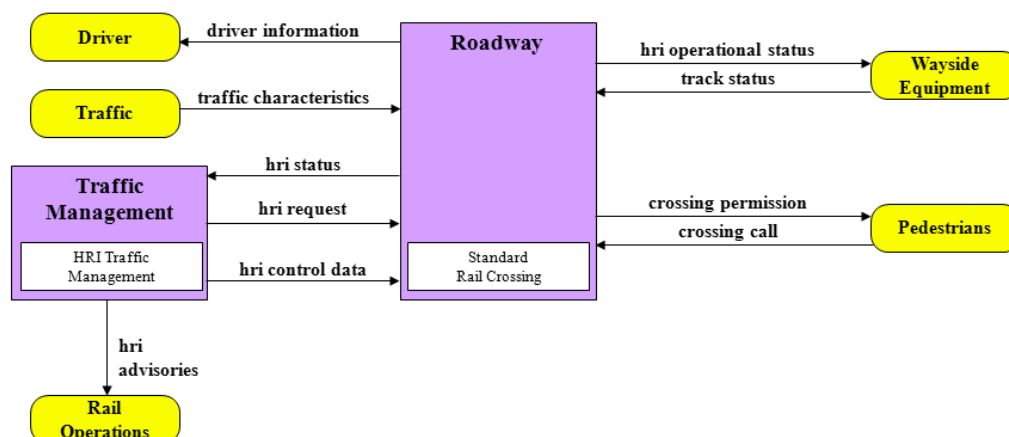 Driver
driver information
Roadway
hri operational status
Wayside
Equipment
track status
Traffic
traffic characteristics
hri status
Traffic
Management
hri request
crossing permission
Pedestrians
crossing call
HRI Traffic
Management
hri control data
Standard
Rail Crossing
hri
advisories
Rail
Operations